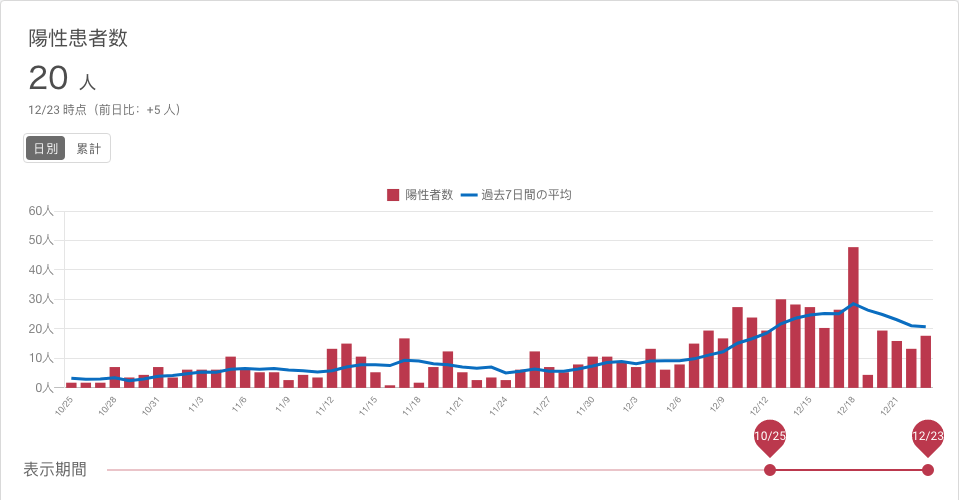 陽性患者数
20 人
12/23 時点（前日比: +5 人）
日別 累計
陽性者数 過去7日間の平均
60人
50人
40人
30人
20人
10人
0人
10/25 10/28 10/31 11/3 11/6 11/9 11/12 11/15 11/18 11/21 11/24 11/27 11/30 12/3 12/6 12/9 12/12 12/15 12/18 12/21
10/25 12/23
表示期間